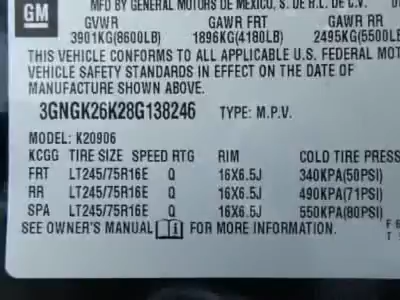 GM
MFD BY GENERAL MOTORS DE MEXICO, S. DE R.L. DE C.V.
GVWR GAWR FRT GAWR RR
3901KG(8600LB) 1896KG(4180LB) 2495KG(5500LB
THIS VEHICLE CONFORMS TO ALL APPLICABLE U.S. FEDERAL MOT
VEHICLE SAFETY STANDARDS IN EFFECT ON THE DATE OF
MANUFACTURE SHOWN ABOVE.
3GNGK26K28G138246 TYPE: M.P.V.
MODEL: K20906
KCGG TIRE SIZE SPEED RTG RIM COLD TIRE PRESS
FRT LT245/75R16E Q 16X6.5J 340KPA(50PSI)
RR LT245/75R16E Q 16X6.5J 490KPA(71PSI)
SPA LT245/75R16E Q 16X6.5J 550KPA(80PSI)
SEE OWNER'S MANUAL i FOR MORE INFORMATION.